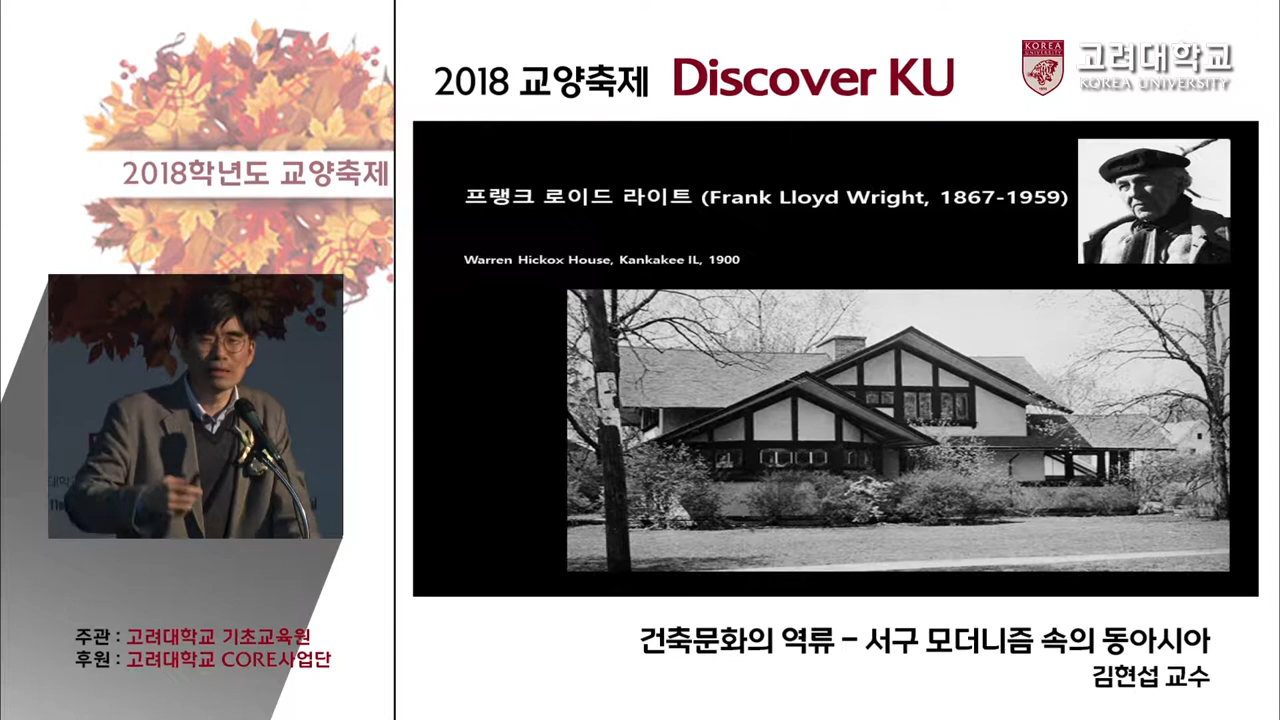 2018학년도 교양축제
주관 : 고려대학교 기초교육원
후원 : 고려대학교 CORE사업단
2018 교양축제 Discover KU
KOREA
UNIVERSITY
고려대학교
KOREA UNIVERSITY
프랭크 로이드 라이트 (Frank Lloyd Wright, 1867-1959)
Warren Hickox House, Kankakee IL, 1900
건축문화의 역류 – 서구 모더니즘 속의 동아시아
김현섭 교수